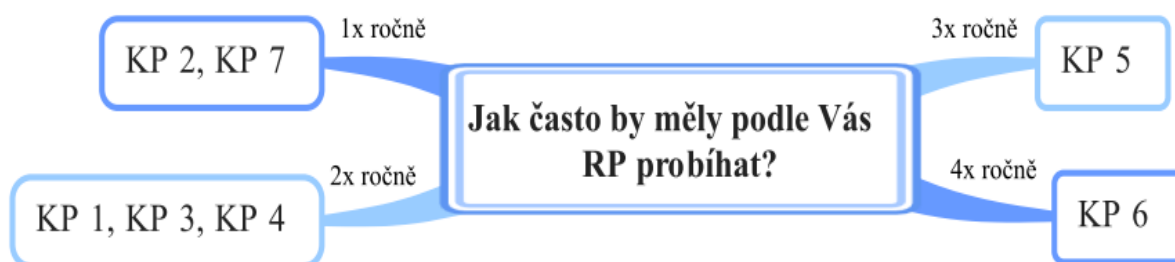 1x ročně
KP 2, KP 7
3x ročně
KP 5
Jak často by měly podle Vás
RP probíhat?
2x ročně
KP 1, KP 3, KP 4
4x ročně
KP 6